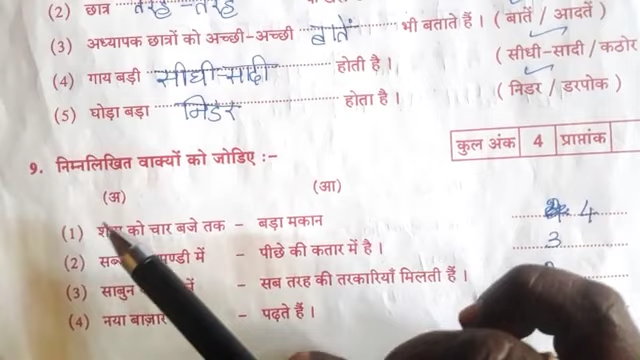 (2) छात्र तरह-तरह
(3) अध्यापक छात्रों को अच्छी-अच्छी बातें भी बताते हैं। ( बातें / आदतें )
(4) गाय बड़ी सीधी-सादी होती है। ( सीधी-सादी / कठोर
(5) घोड़ा बड़ा निडर होता है। ( निडर / डरपोक )
9. निम्नलिखित वाक्यों को जोडिए :- कुल अंक 4 प्राप्तांक
(अ) (आ)
(1) को चार बजे तक - बड़ा मकान 4
(2) में - पीछे की कतार में है। 3
(3) साबुन - सब तरह की तरकारियाँ मिलती हैं।
(4) नया बाज़ार - पढ़ते हैं।